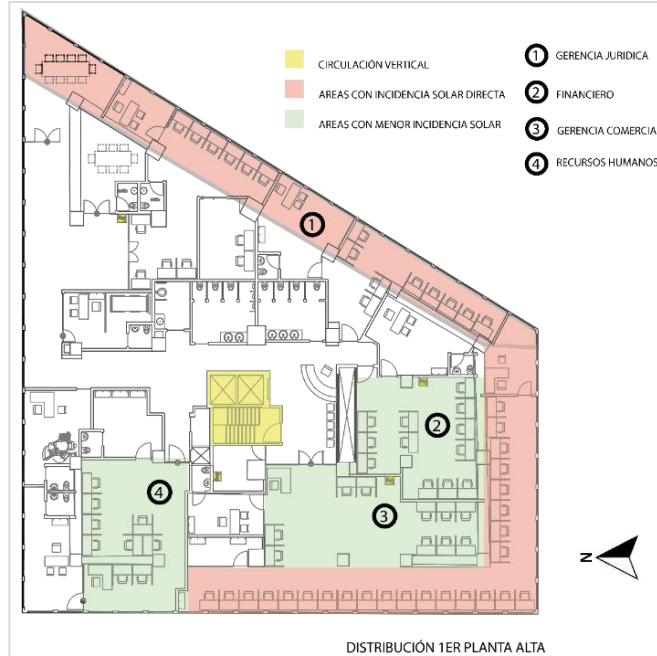 CIRCULACIÓN VERTICAL
AREAS CON INCIDENCIA SOLAR DIRECTA
AREAS CON MENOR INCIDENCIA SOLAR
1 GERENCIA JURIDICA
2 FINANCIERO
3 GERENCIA COMERCIA
4 RECURSOS HUMANOS
1
2
3
4
N
DISTRIBUCIÓN 1ER PLANTA ALTA